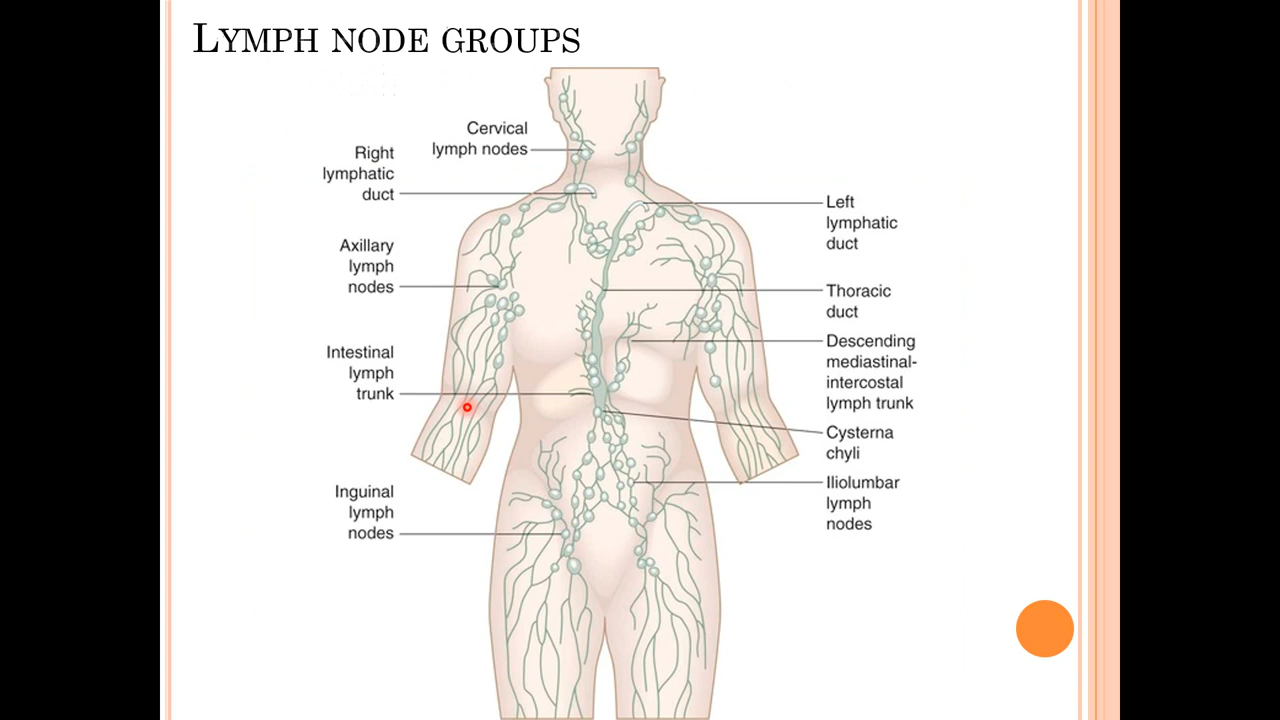 LYMPH NODE GROUPS
Cervical
lymph nodes
Right
lymphatic
duct
Axillary
lymph
nodes
Intestinal
lymph
trunk
Inguinal
lymph
nodes
Left
lymphatic
duct
Thoracic
duct
Descending
mediastinal-
intercostal
lymph trunk
Cysterna
chyli
Iliolumbar
lymph
nodes